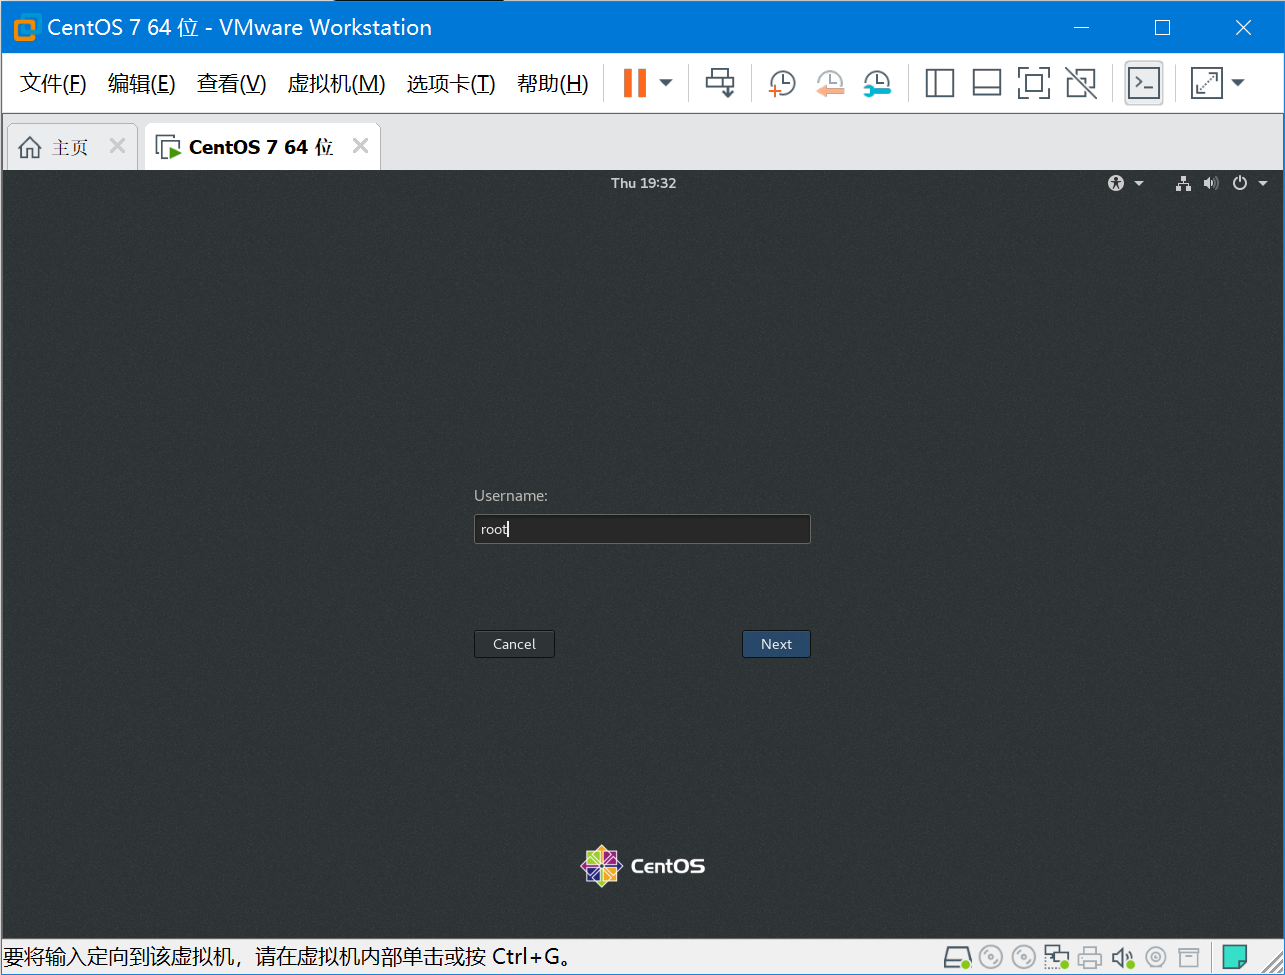 CentOS 7 64 位 - VMware Workstation
文件(F) 编辑(E) 查看(V) 虚拟机(M) 选项卡(T) 帮助(H)
主页 CentOS 7 64 位
Thu 19:32
Username:
root
Cancel Next
CentOS
要将输入定向到该虚拟机，请在虚拟机内部单击或按 Ctrl+G。